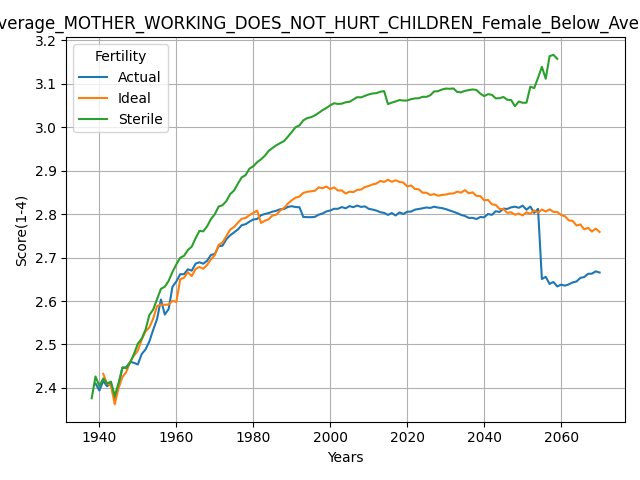 verage_MOTHER_WORKING_DOES_NOT_HURT_CHILDREN_Female_Below_Ave
Fertility
Actual
Ideal
Sterile
Score(1-4)
3.2
3.1
3.0
2.9
2.8
2.7
2.6
2.5
2.4
1940 1960 1980 2000 2020 2040 2060
Years